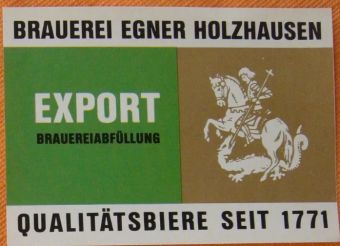 BRAUEREI EGNER HOLZHAUSEN
EXPORT
BRAUEREIABFÜLLUNG
QUALITÄTSBIERE SEIT 1771